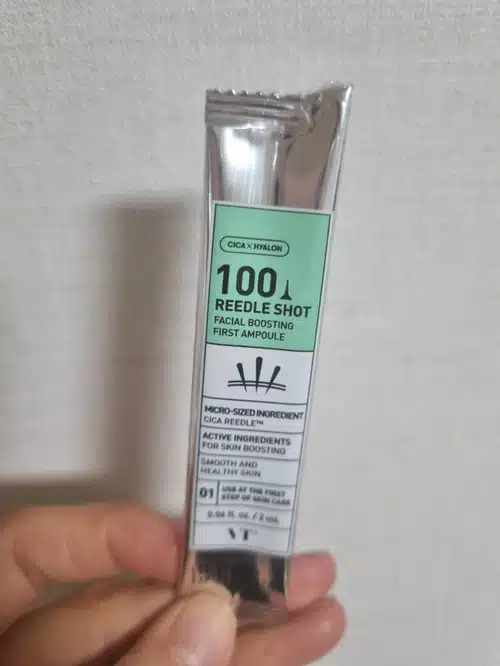 CICA × HYALON
100
REEDLE SHOT
FACIAL BOOSTING
FIRST AMPOULE
MICRO-SIZED INGREDIENT
CICA REEDLE™
ACTIVE INGREDIENTS
FOR SKIN BOOSTING
SMOOTH AND
HEALTHY SKIN
01 USE AT THE FIRST
STEP OF SKIN CARE
0.06 fl. oz. / 2 mL
VT